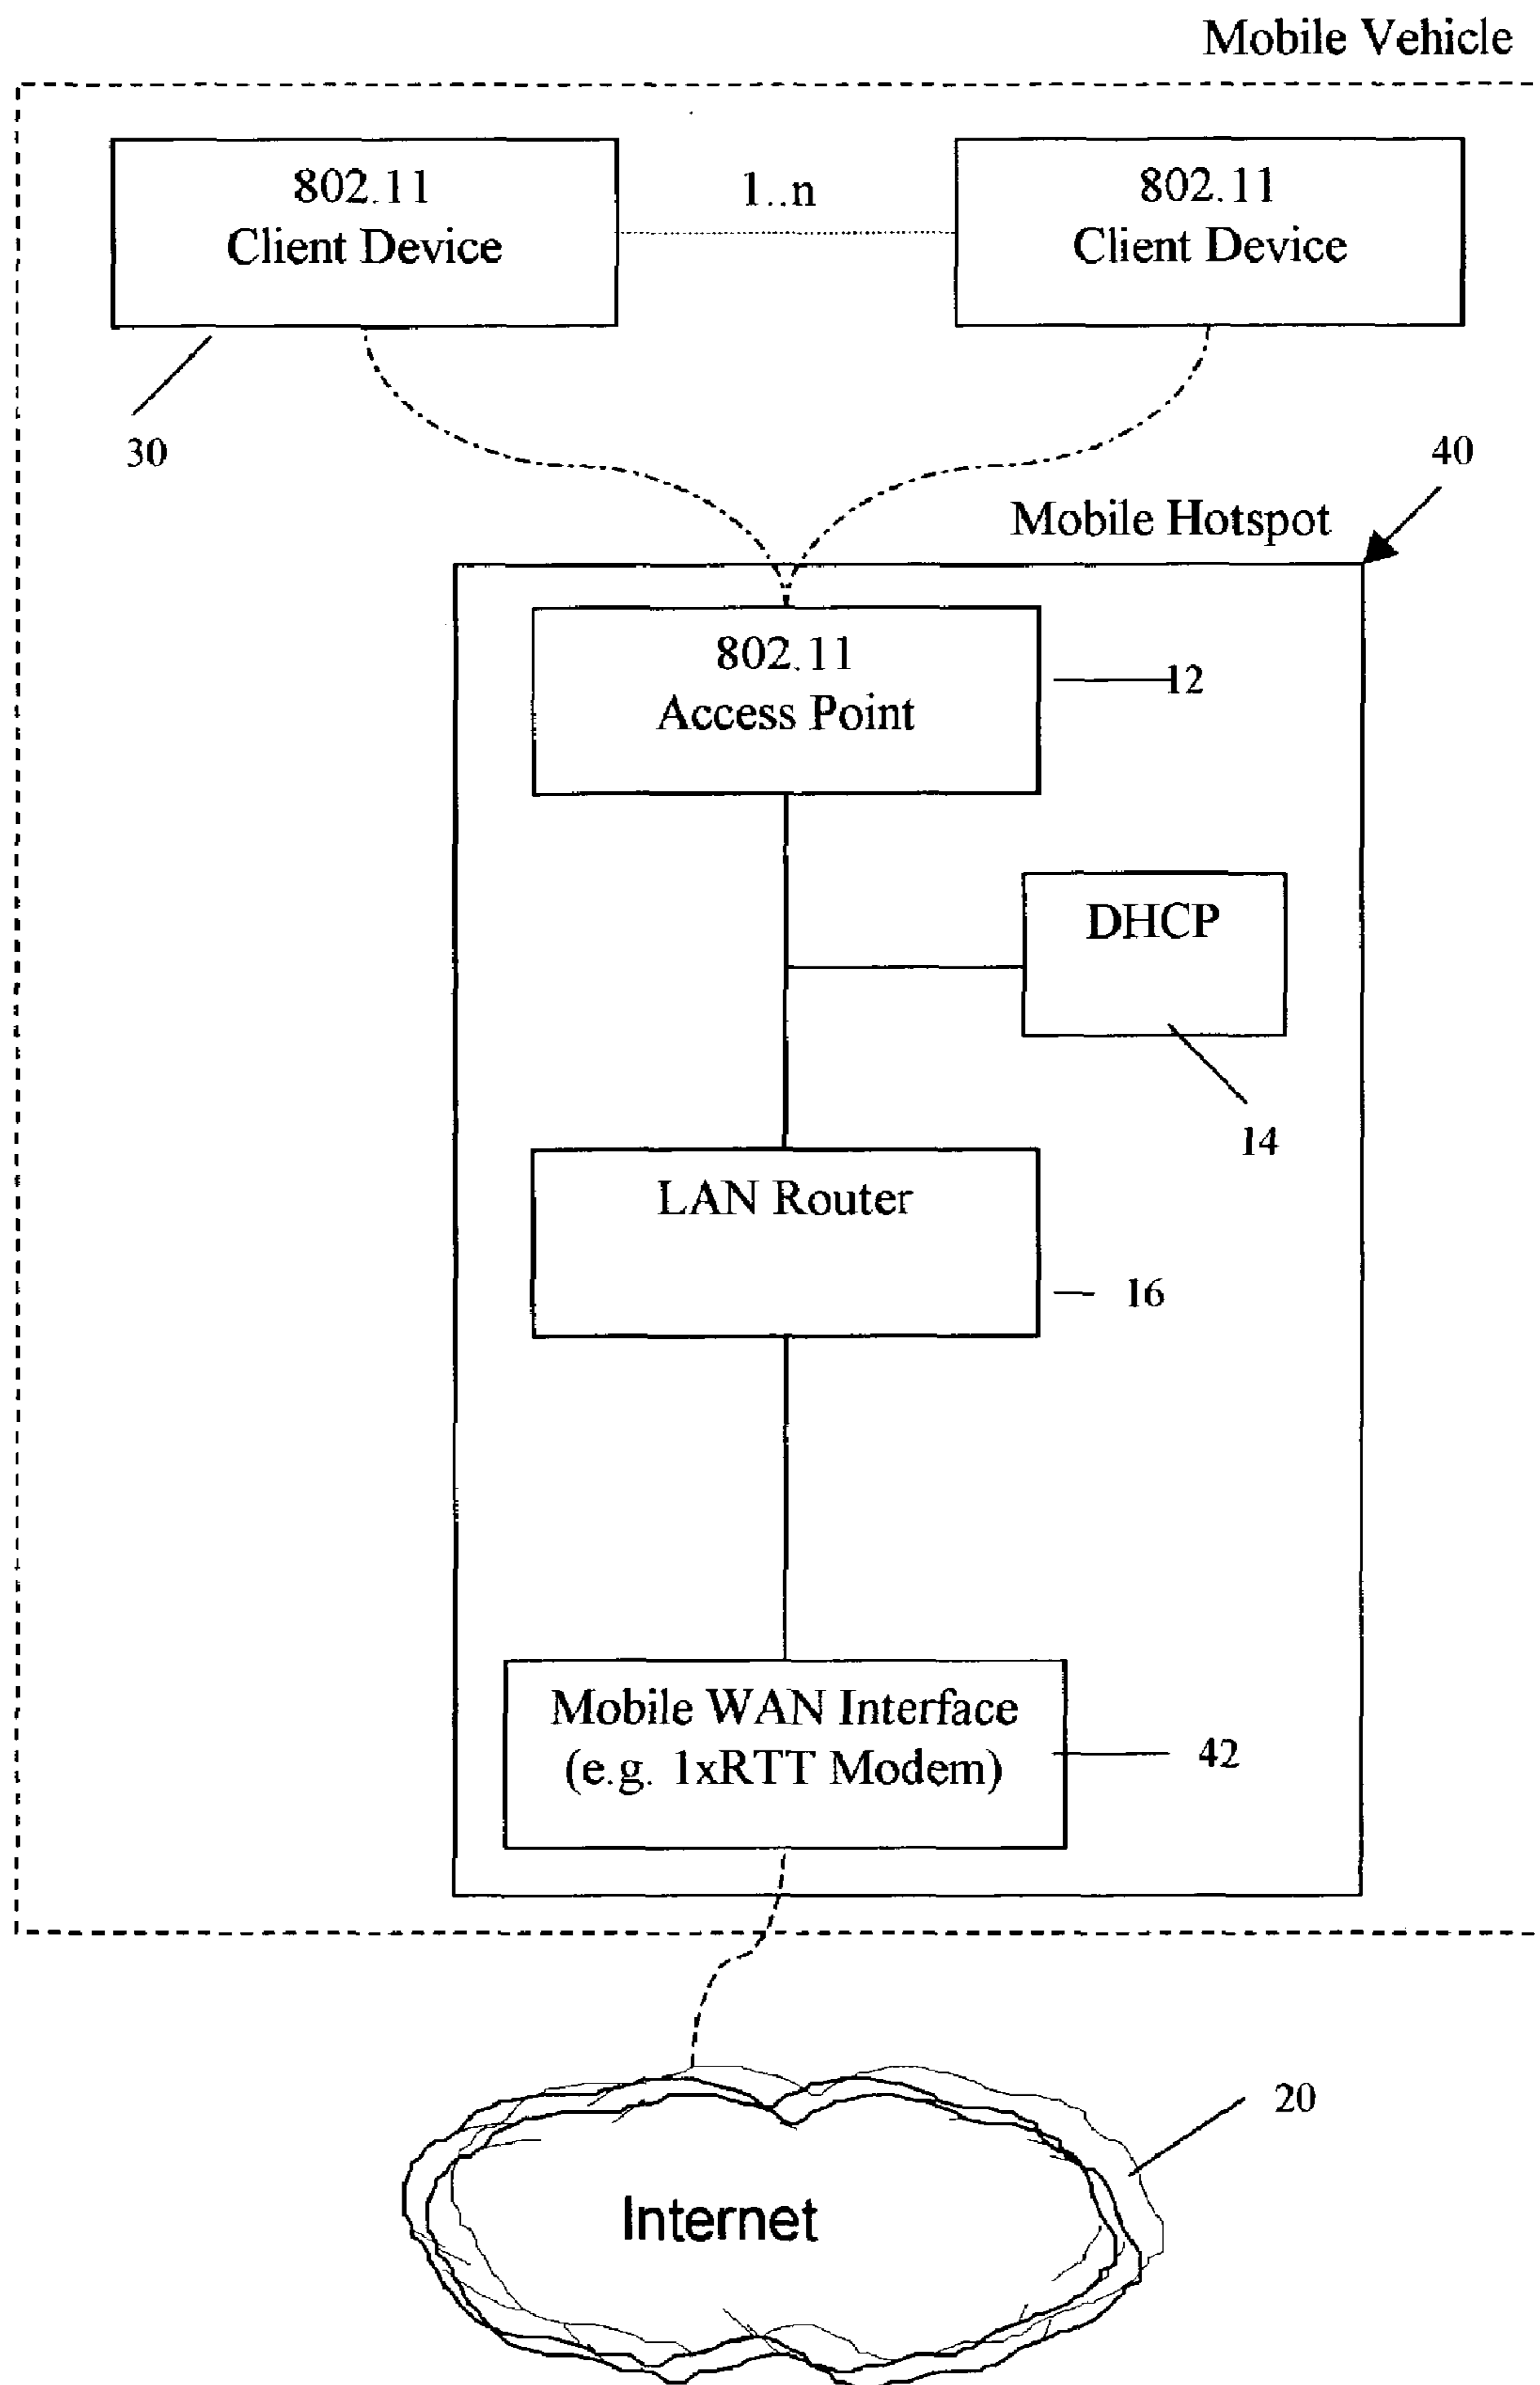 Mobile Vehicle
802.11
Client Device
1..n
802.11
Client Device
30
40
Mobile Hotspot
802.11
Access Point
12
DHCP
14
LAN Router
16
Mobile WAN Interface
(e.g. 1xRTT Modem)
42
20
Internet